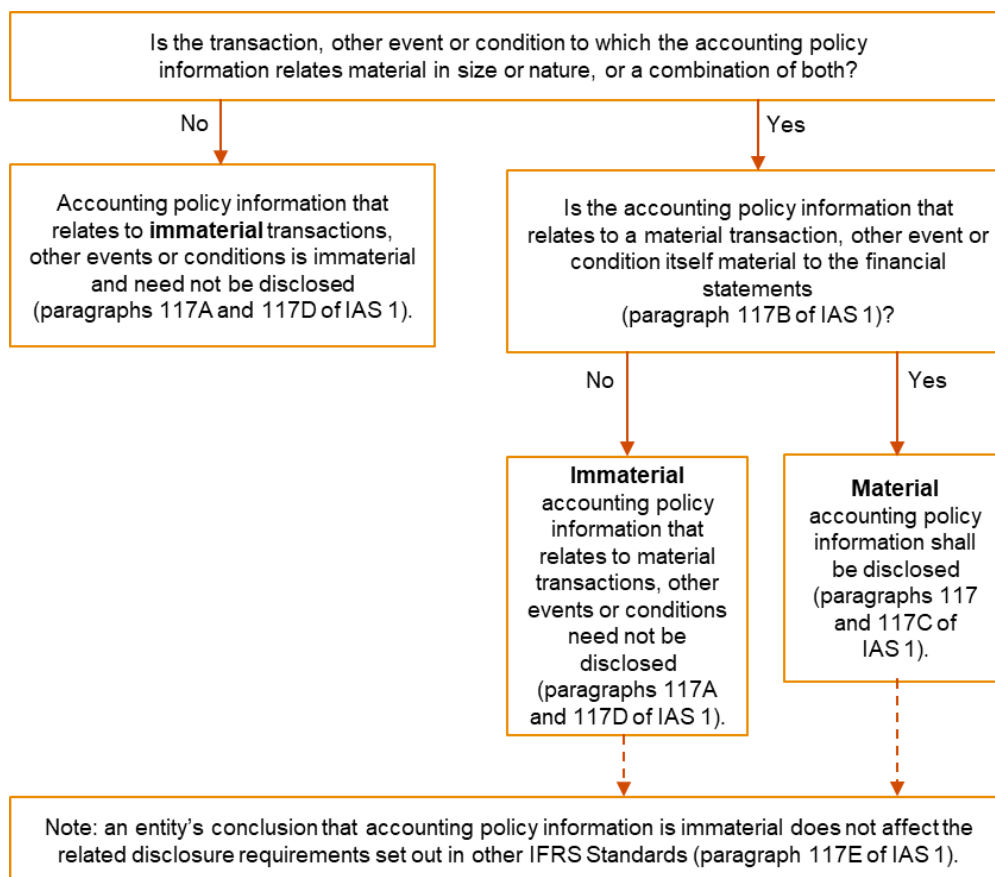 Is the transaction, other event or condition to which the accounting policy
information relates material in size or nature, or a combination of both?
No
Yes
Accounting policy information that
relates to immaterial transactions,
other events or conditions is immaterial
and need not be disclosed
(paragraphs 117A and 117D of IAS 1).
Is the accounting policy information that
relates to a material transaction, other event or
condition itself material to the financial
statements
(paragraph 117B of IAS 1)?
No
Yes
Immaterial
accounting policy
information that
relates to material
transactions, other
events or conditions
need not be
disclosed
(paragraphs 117A
and 117D of IAS 1).
Material
accounting policy
information shall
be disclosed
(paragraphs 117
and 117C of
IAS 1).
Note: an entity’s conclusion that accounting policy information is immaterial does not affect the
related disclosure requirements set out in other IFRS Standards (paragraph 117E of IAS 1).